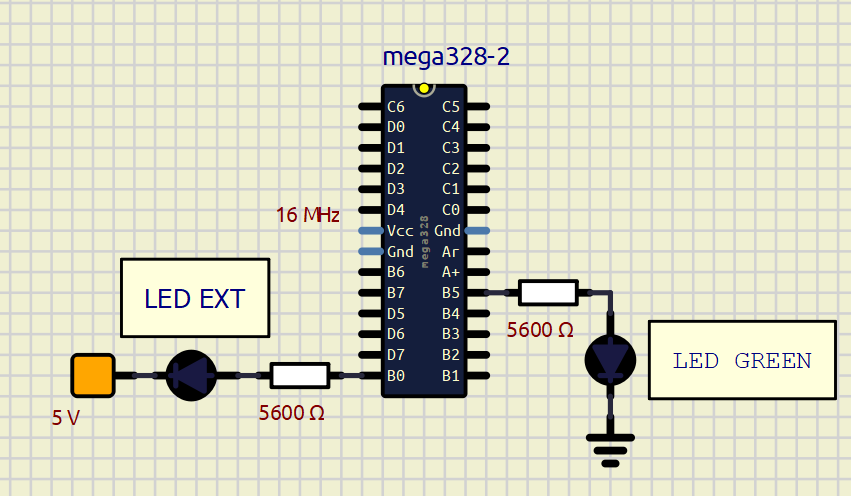 mega328-2
C6 C5
D0 C4
D1 C3
D2 C2
D3 C1
D4 C0
16 MHz
Vcc Gnd
mega328
Gnd Ar
B6 A+
B7 B5
D5 B4
D6 B3
D7 B2
B0 B1
LED EXT
5 V
5600 Ω
5600 Ω
LED GREEN